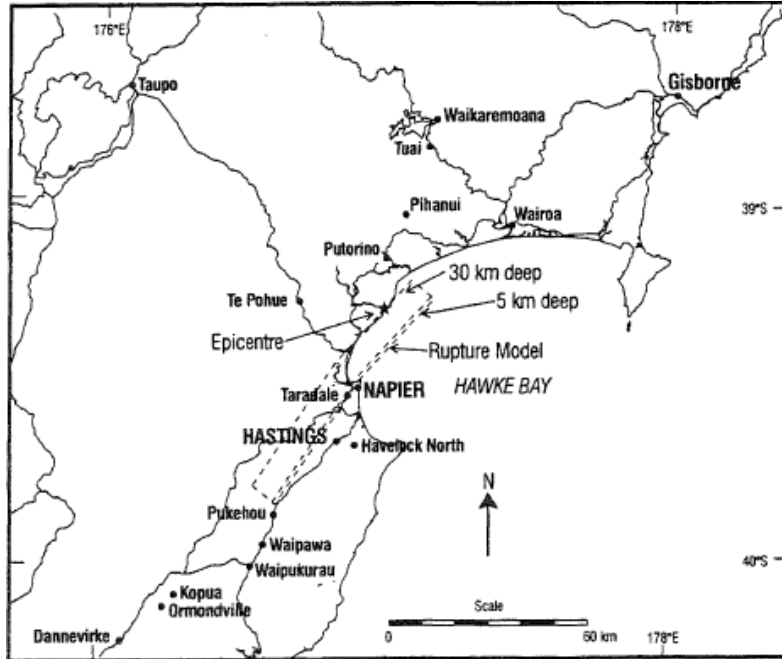 176°E
178°E
Taupo
Gisborne
Waikaremoana
Tuai
Pihanui
39°S
Wairoa
Putorino
30 km deep
Te Pohue
5 km deep
Epicentre
Rupture Model
NAPIER
HAWKE BAY
Taradale
HASTINGS
Havelock North
N
Pukehou
Waipawa
40°S
Waipukurau
Kopua
Ormondville
Scale
Dannevirke
0
60 km
178°E